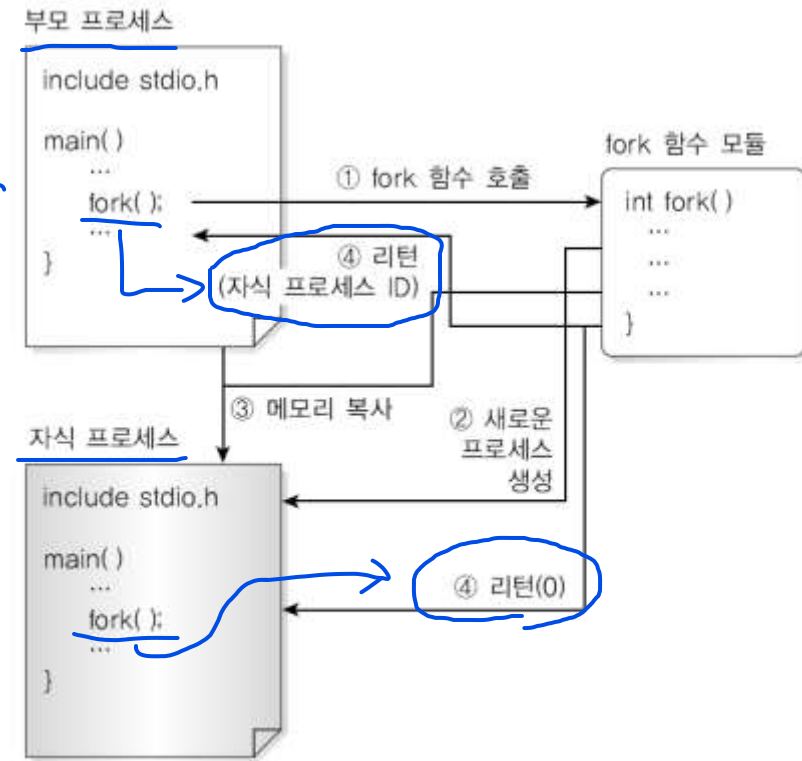 부모 프로세스
include stdio.h
main( )
...
fork( );
...
}
① fork 함수 호출
④ 리턴
(자식 프로세스 ID)
fork 함수 모듈
int fork( )
...
...
...
}
③ 메모리 복사
② 새로운
프로세스
생성
자식 프로세스
include stdio.h
main( )
...
fork( );
...
}
④ 리턴(0)